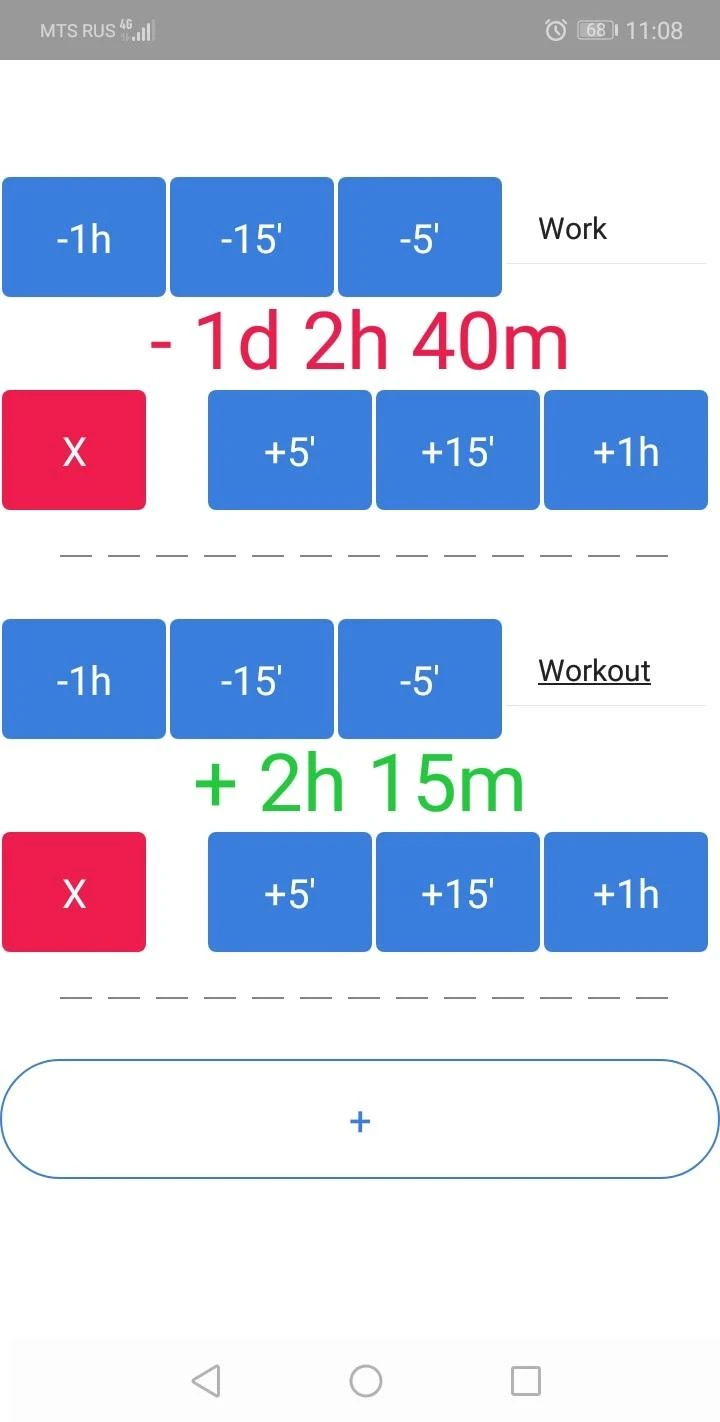 MTS RUS 4G 68 11:08
-1h -15' -5' Work
- 1d 2h 40m
X +5' +15' +1h
-1h -15' -5' Workout
+ 2h 15m
X +5' +15' +1h
+